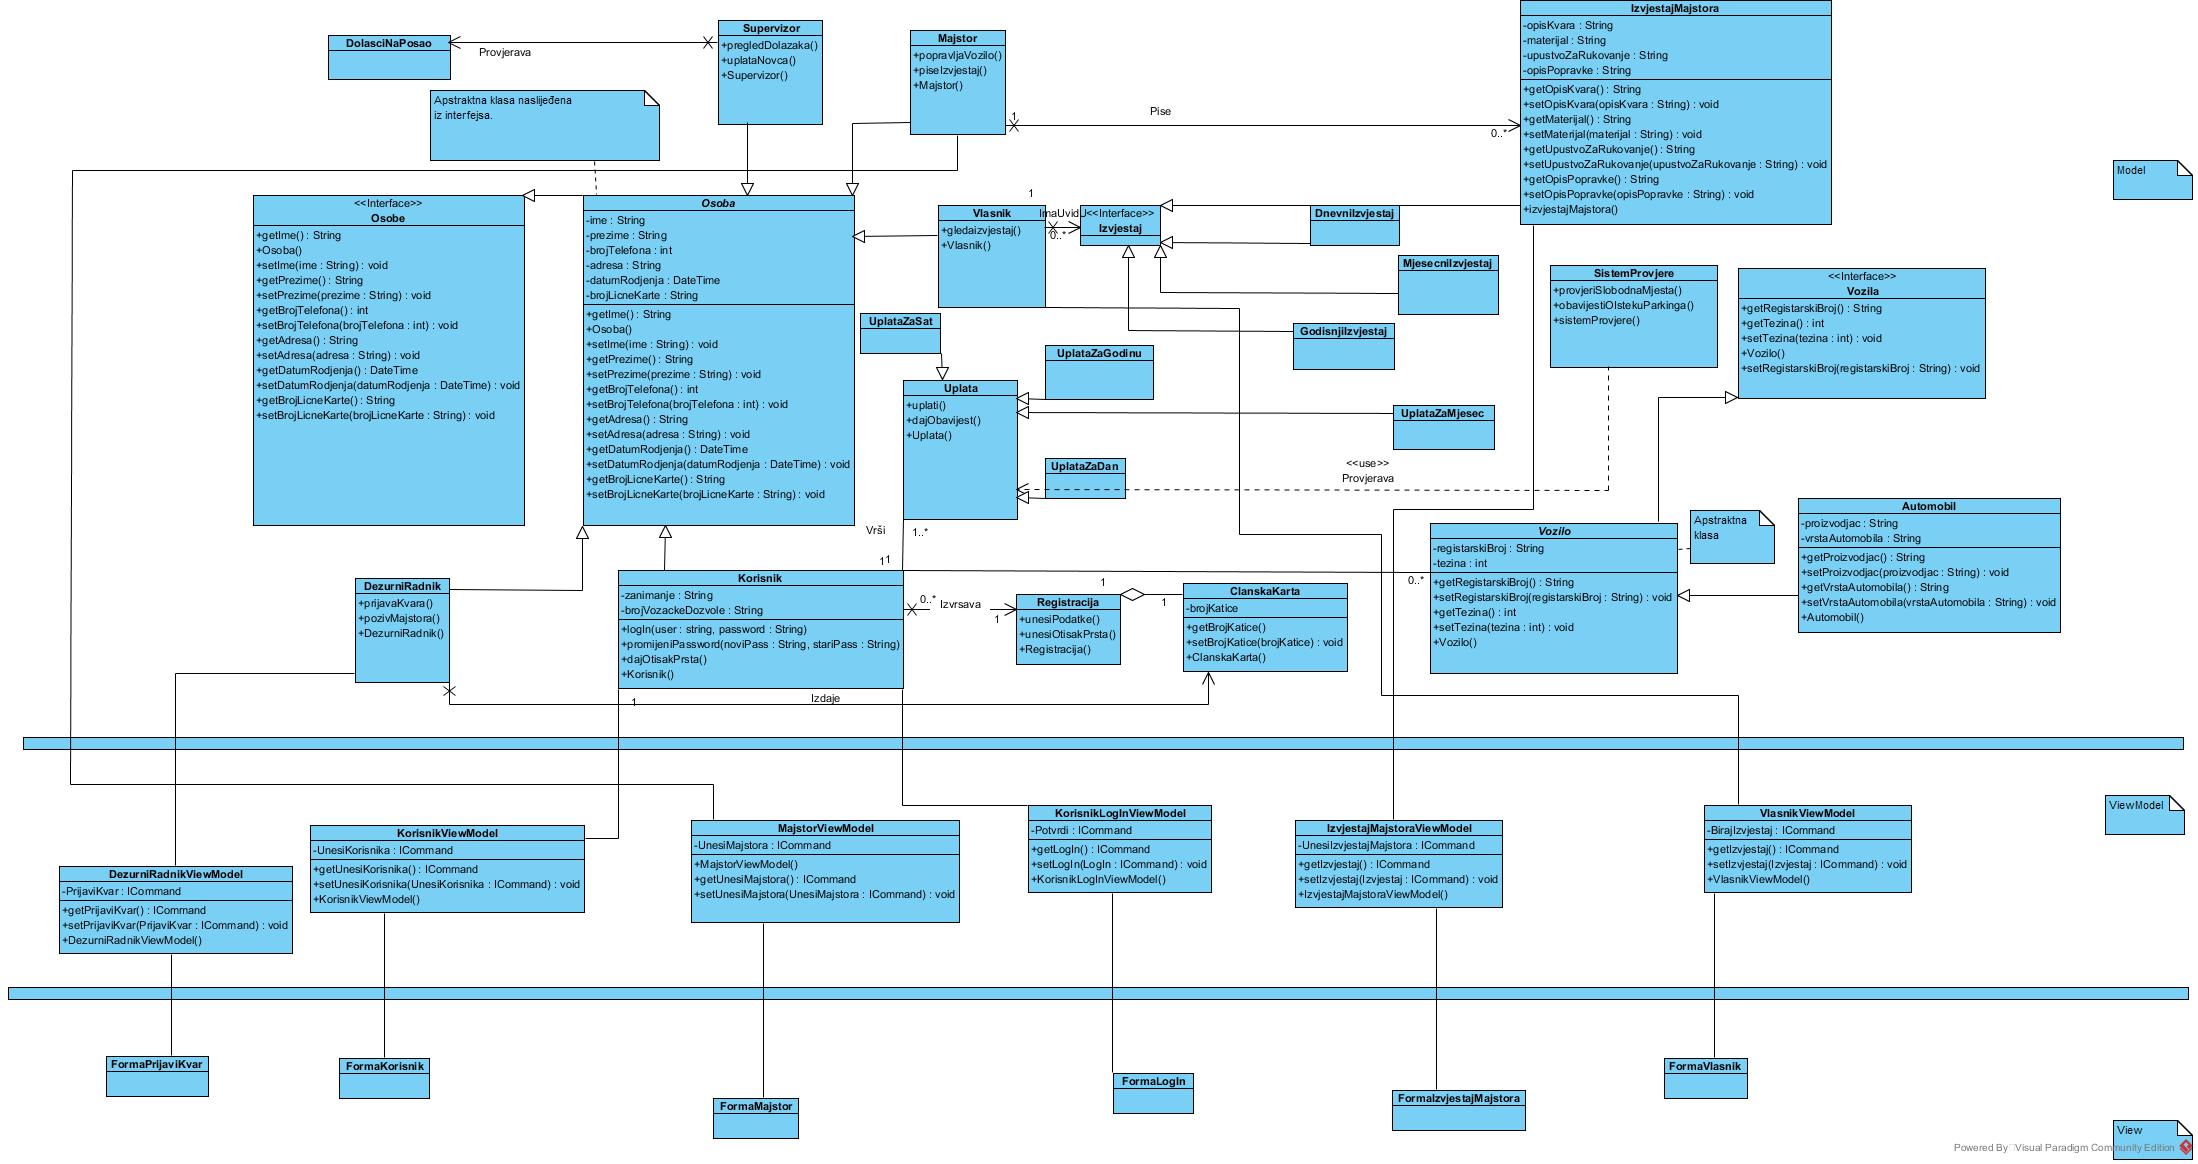 DolasciNaPosao
Provjerava
Supervizor
+pregledDolazaka()
+uplataNovca()
+Supervizor()
Majstor
+popravljaVozilo()
+piseIzvjestaj()
+Majstor()
1
Pise
0..*
IzvjestajMajstora
-opisKvara : String
-materijal : String
-upustvoZaRukovanje : String
-opisPopravke : String
+getOpisKvara() : String
+setOpisKvara(opisKvara : String) : void
+getMaterijal() : String
+setMaterijal(materijal : String) : void
+getUpustvoZaRukovanje() : String
+setUpustvoZaRukovanje(upustvoZaRukovanje : String) : void
+getOpisPopravke() : String
+setOpisPopravke(opisPopravke : String) : void
+izvjestajMajstora()
Model
Apstraktna klasa naslijeđena
iz interfejsa.
<<Interface>>
Osobe
+getIme() : String
+Osoba()
+setIme(ime : String) : void
+getPrezime() : String
+setPrezime(prezime : String) : void
+getBrojTelefona() : int
+setBrojTelefona(brojTelefona : int) : void
+getAdresa() : String
+setAdresa(adresa : String) : void
+getDatumRodjenja() : DateTime
+setDatumRodjenja(datumRodjenja : DateTime) : void
+getBrojLicneKarte() : String
+setBrojLicneKarte(brojLicneKarte : String) : void
Osoba
-ime : String
-prezime : String
-brojTelefona : int
-adresa : String
-datumRodjenja : DateTime
-brojLicneKarte : String
+getIme() : String
+Osoba()
+setIme(ime : String) : void
+getPrezime() : String
+setPrezime(prezime : String) : void
+getBrojTelefona() : int
+setBrojTelefona(brojTelefona : int) : void
+getAdresa() : String
+setAdresa(adresa : String) : void
+getDatumRodjenja() : DateTime
+setDatumRodjenja(datumRodjenja : DateTime) : void
+getBrojLicneKarte() : String
+setBrojLicneKarte(brojLicneKarte : String) : void
Vlasnik
+gledaizvjestaj()
+Vlasnik()
1
0..*
<<Interface>>
Izvjestaj
DnevniIzvjestaj
MjesecniIzvjestaj
GodisnjiIzvjestaj
SistemProvjere
+provjeriSlobodnaMjesta()
+obavijestiOIstekuParkinga()
+sistemProvjere()
<<Interface>>
Vozila
+getRegistarskiBroj() : String
+getTezina() : int
+setTezina(tezina : int) : void
+Vozilo()
+setRegistarskiBroj(registarskiBroj : String) : void
UplataZaSat
UplataZaGodinu
Uplata
+uplati()
+dajObavijest()
+Uplata()
UplataZaMjesec
UplataZaDan
<<use>>
Provjerava
Vrši
1..*
1
1
0..*
Vozilo
-registarskiBroj : String
-tezina : int
+getRegistarskiBroj() : String
+setRegistarskiBroj(registarskiBroj : String) : void
+getTezina() : int
+setTezina(tezina : int) : void
+Vozilo()
Apstraktna
klasa
Automobil
-proizvodjac : String
-vrstaAutomobila : String
+getProizvodjac() : String
+setProizvodjac(proizvodjac : String) : void
+getVrstaAutomobila() : String
+setVrstaAutomobila(vrstaAutomobila : String) : void
+Automobil()
DezurniRadnik
+prijavaKvara()
+pozivMajstora()
+DezurniRadnik()
Korisnik
-zanimanje : String
-brojVozackeDozvole : String
+logIn(user : string, password : String)
+promijeniPassword(noviPass : String, stariPass : String)
+dajOtisakPrsta()
+Korisnik()
0..*
Izvrsava
1
Registracija
+unesiPodatke()
+unesiOtisakPrsta()
+Registracija()
1
1
ClanskaKarta
-brojKatice
+getBrojKatice()
+setBrojKatice(brojKatice) : void
+ClanskaKarta()
1
Izdaje
ViewModel
DezurniRadnikViewModel
-PrijaviKvar : ICommand
+getPrijaviKvar() : ICommand
+setPrijaviKvar(PrijaviKvar : ICommand) : void
+DezurniRadnikViewModel()
KorisnikViewModel
-UnesiKorisnika : ICommand
+getUnesiKorisnika() : ICommand
+setUnesiKorisnika(UnesiKorisnika : ICommand) : void
+KorisnikViewModel()
MajstorViewModel
-UnesiMajstora : ICommand
+MajstorViewModel()
+getUnesiMajstora() : ICommand
+setUnesiMajstora(UnesiMajstora : ICommand) : void
KorisnikLogInViewModel
-Potvrdi : ICommand
+getLogIn() : ICommand
+setLogIn(LogIn : ICommand) : void
+KorisnikLogInViewModel()
IzvjestajMajstoraViewModel
-UnesiIzvjestajMajstora : ICommand
+getIzvjestaj() : ICommand
+setIzvjestaj(Izvjestaj : ICommand) : void
+IzvjestajMajstoraViewModel()
VlasnikViewModel
-BirajIzvjestaj : ICommand
+getIzvjestaj() : ICommand
+setIzvjestaj(Izvjestaj : ICommand) : void
+VlasnikViewModel()
FormaPrijaviKvar
FormaKorisnik
FormaMajstor
FormaLogIn
FormaIzvjestajMajstora
FormaVlasnik
View
Powered By Visual Paradigm Community Edition